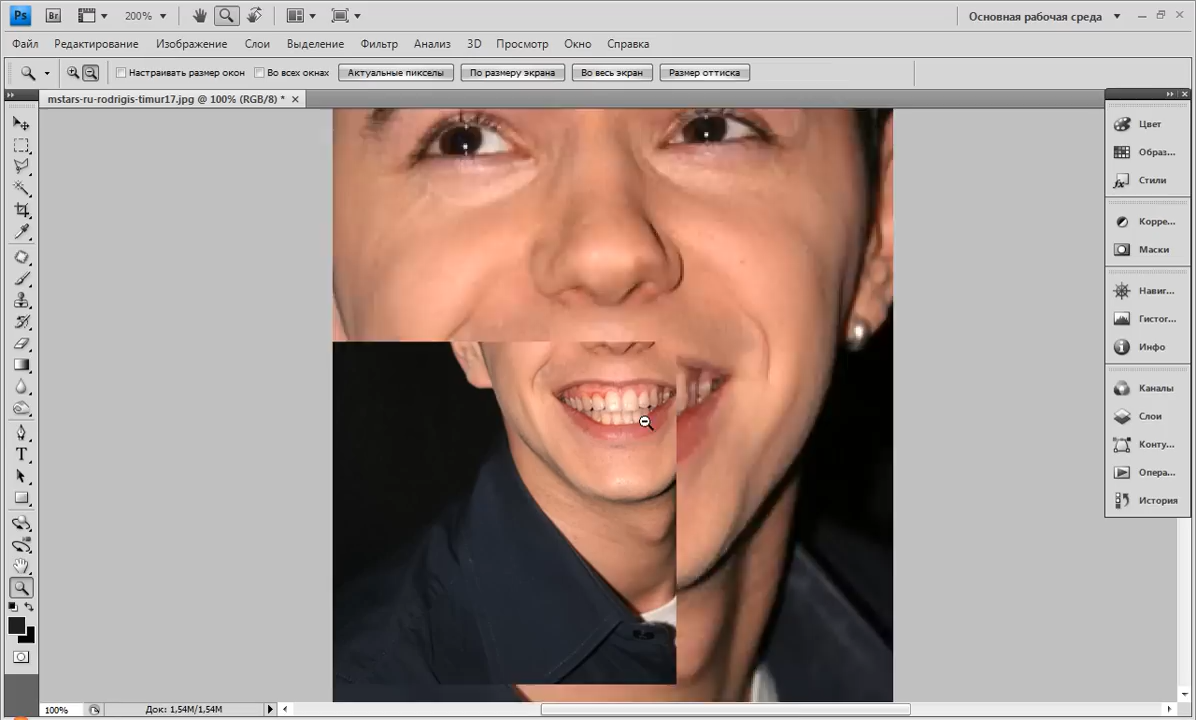 Ps Br 200% Основная рабочая среда
Файл Редактирование Изображение Слои Выделение Фильтр Анализ 3D Просмотр Окно Справка
Настраивать размер окон Во всех окнах Актуальные пикселы По размеру экрана Во весь экран Размер оттиска
mstars-ru-rodrigis-timur17.jpg @ 100% (RGB/8) *
Цвет
Образ...
Стили
Корре...
Маски
Навиг...
Гистог...
Инфо
Каналы
Слои
Конту...
Опера...
История
100% Док: 1,54М/1,54М